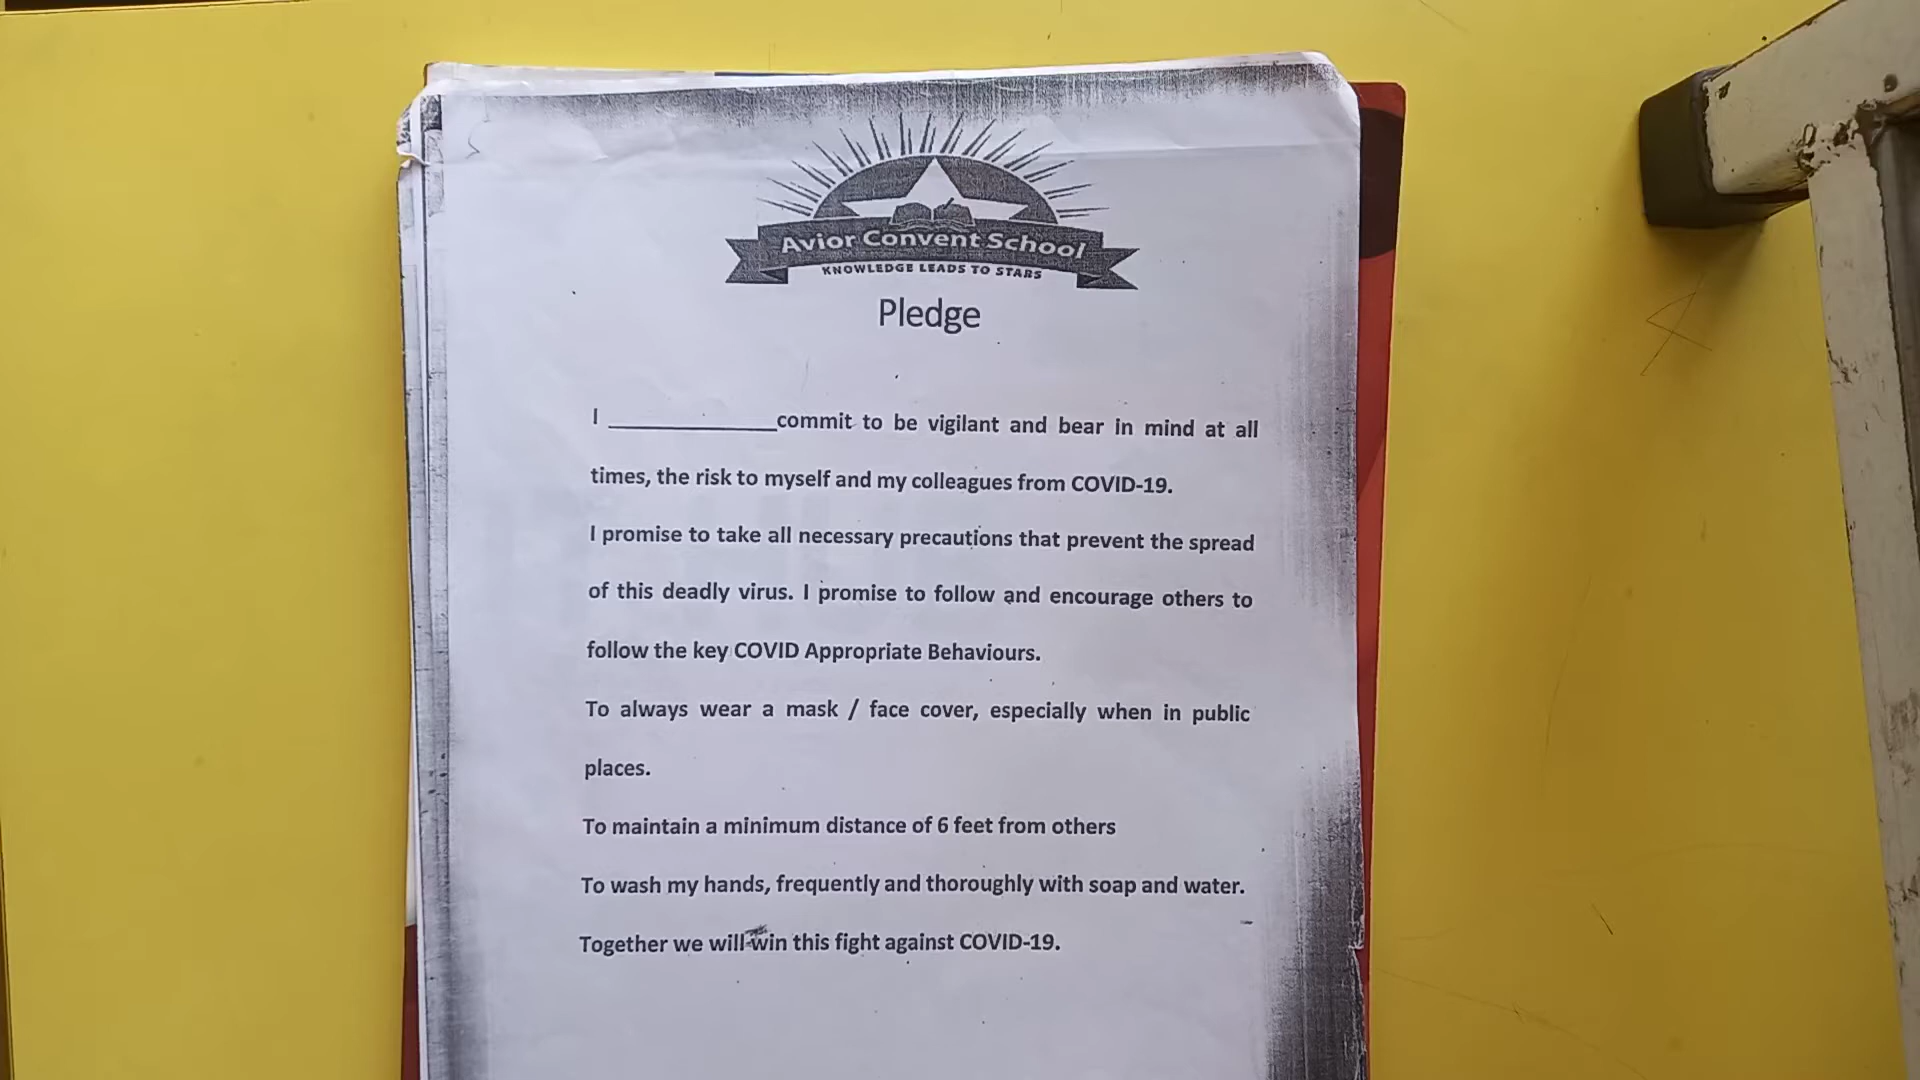 Avior Convent School
KNOWLEDGE LEADS TO STARS
Pledge
I ______________commit to be vigilant and bear in mind at all
times, the risk to myself and my colleagues from COVID-19.
I promise to take all necessary precautions that prevent the spread
of this deadly virus. I promise to follow and encourage others to
follow the key COVID Appropriate Behaviours.
To always wear a mask / face cover, especially when in public
places.
To maintain a minimum distance of 6 feet from others
To wash my hands, frequently and thoroughly with soap and water.
Together we will win this fight against COVID-19.